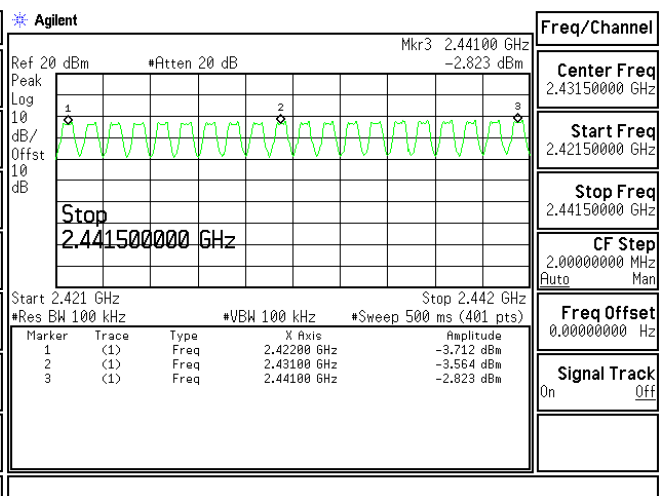 Agilent
Freq/Channel
Mkr3 2.44100 GHz
Ref 20 dBm #Atten 20 dB -2.823 dBm
Peak
Log
10
dB/
Offst
10
dB
1 2 3
Stop
2.441500000 GHz
Start 2.421 GHz Stop 2.442 GHz
#Res BW 100 kHz #VBW 100 kHz #Sweep 500 ms (401 pts)
Marker Trace Type X Axis Amplitude
1 (1) Freq 2.42200 GHz -3.712 dBm
2 (1) Freq 2.43100 GHz -3.564 dBm
3 (1) Freq 2.44100 GHz -2.823 dBm
Center Freq
2.43150000 GHz
Start Freq
2.42150000 GHz
Stop Freq
2.44150000 GHz
CF Step
2.00000000 MHz
Auto Man
Freq Offset
0.00000000 Hz
Signal Track
On Off